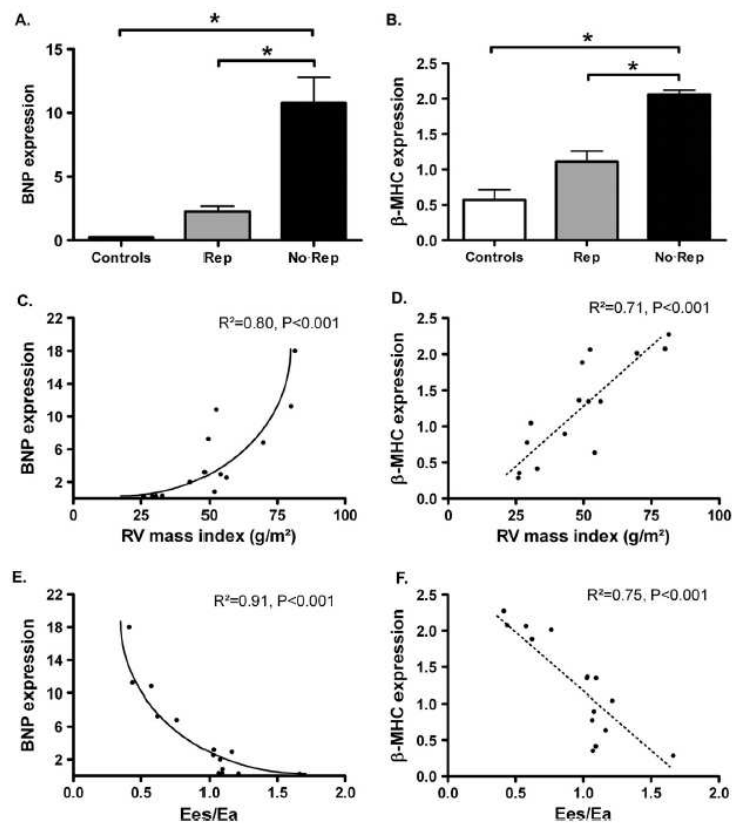 A.
*
*
15
10
5
0
BNP expression
Controls
Rep
No-Rep
B.
*
*
2.5
2.0
1.5
1.0
0.5
0.0
β-MHC expression
Controls
Rep
No-Rep
C.
R²=0.80, P<0.001
22
18
14
10
6
2
BNP expression
0
25
50
75
100
RV mass index (g/m²)
D.
R²=0.71, P<0.001
2.5
2.0
1.5
1.0
0.5
0.0
β-MHC expression
0
25
50
75
100
RV mass index (g/m²)
E.
R²=0.91, P<0.001
22
18
14
10
6
2
BNP expression
0.0
0.5
1.0
1.5
2.0
Ees/Ea
F.
R²=0.75, P<0.001
2.5
2.0
1.5
1.0
0.5
0.0
β-MHC expression
0.0
0.5
1.0
1.5
2.0
Ees/Ea